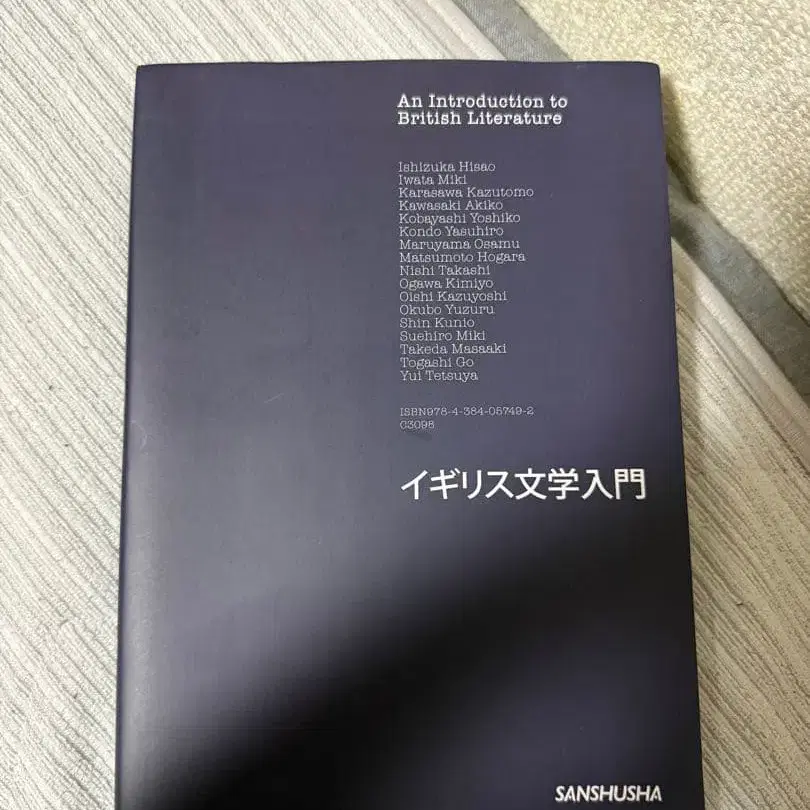 An Introduction to
British Literature
Ishizuka Hisao
Iwata Miki
Karasawa Kazutomo
Kawasaki Akiko
Kobayashi Yoshiko
Kondo Yasuhiro
Maruyama Osamu
Matsumoto Hogara
Nishi Takashi
Ogawa Kimiyo
Oishi Kazuyoshi
Okubo Yuzuru
Shin Kunio
Suehiro Miki
Takeda Masaaki
Togashi Go
Yui Tetsuya
ISBN978-4-384-05749-2
C3098
イギリス文学入門
SANSHUSHA